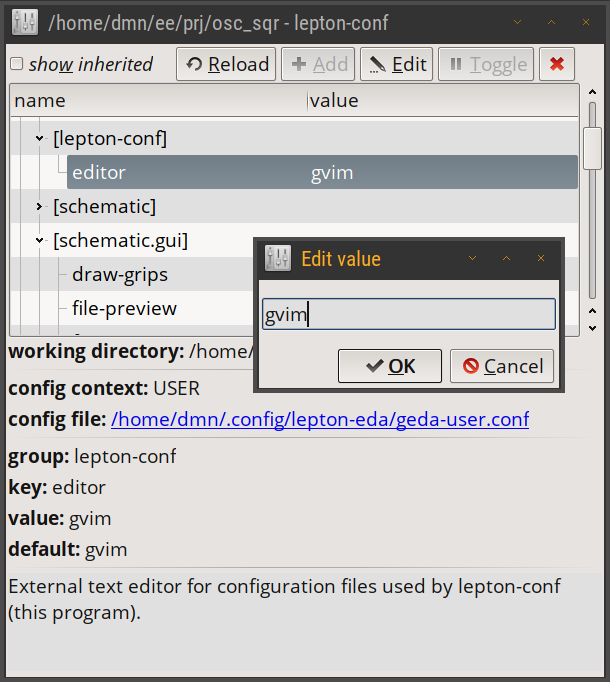 /home/dmn/ee/prj/osc_sqr - lepton-conf
show inherited Reload Add Edit Toggle
name value
[lepton-conf]
editor gvim
[schematic]
[schematic.gui]
draw-grips
file-preview
Edit value
gvim
OK Cancel
working directory: /home/
config context: USER
config file: /home/dmn/.config/lepton-eda/geda-user.conf
group: lepton-conf
key: editor
value: gvim
default: gvim
External text editor for configuration files used by lepton-conf
(this program).